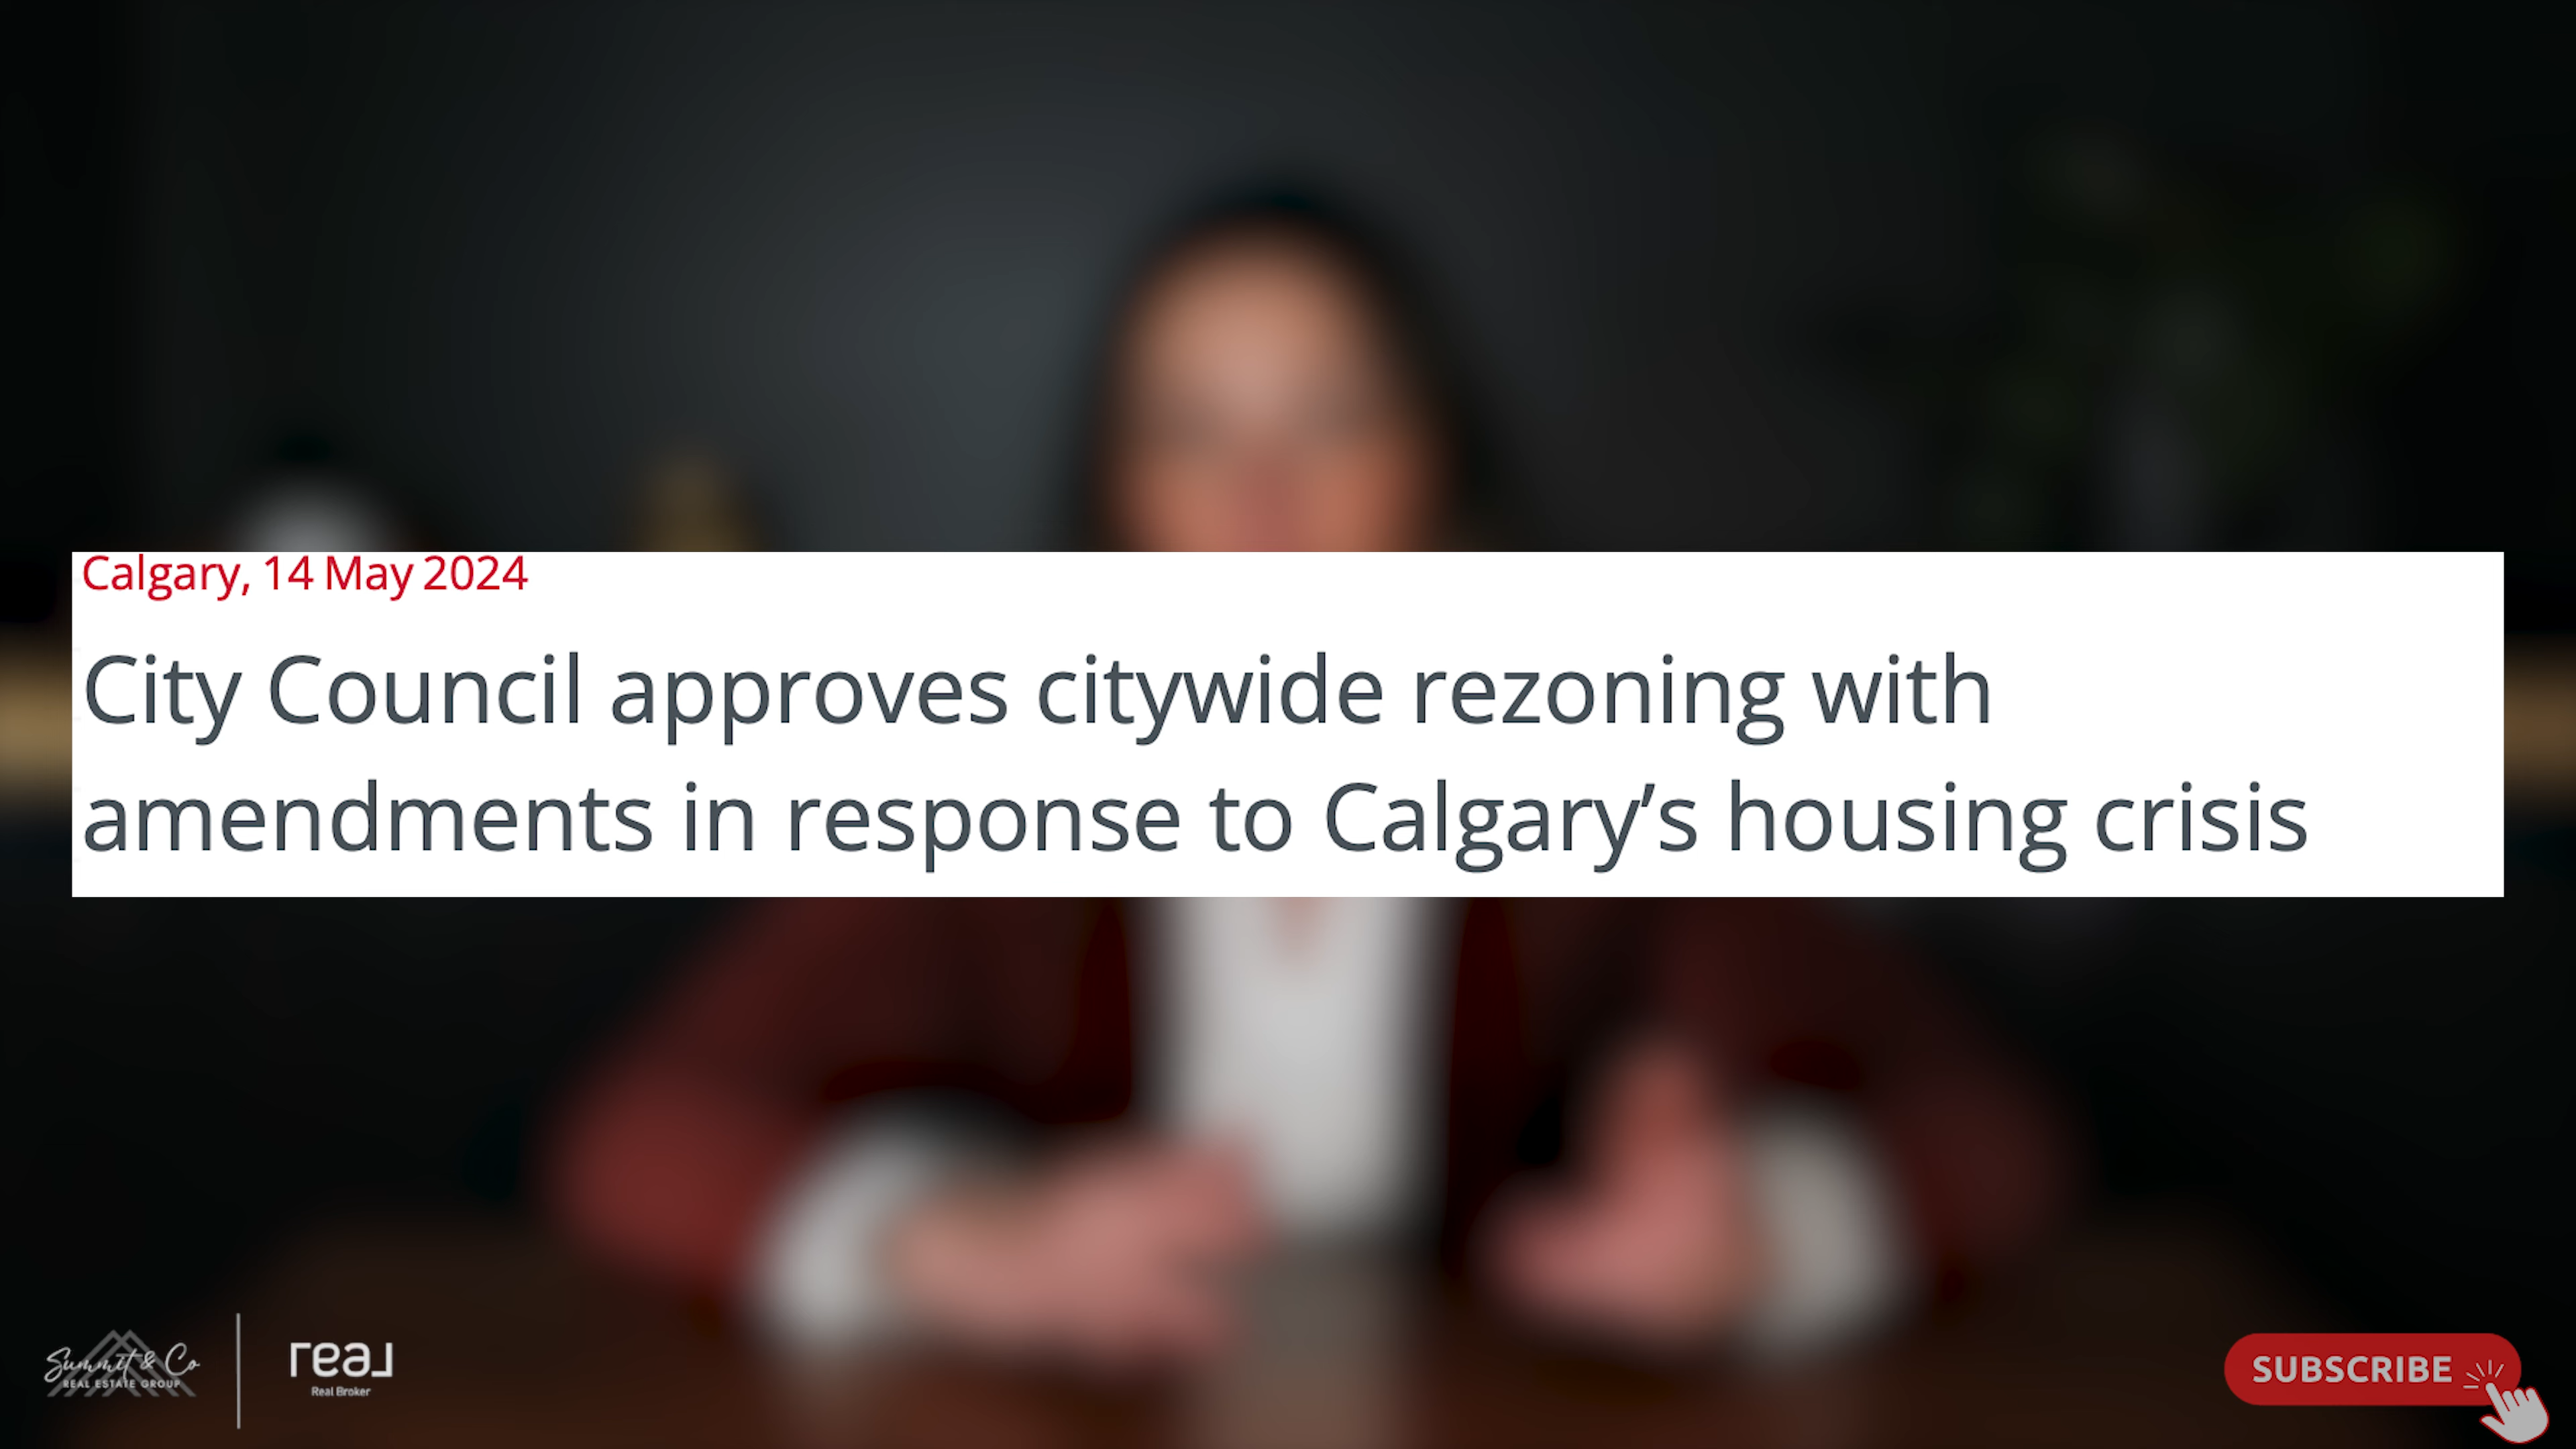 Calgary, 14 May 2024
City Council approves citywide rezoning with
amendments in response to Calgary’s housing crisis
Summit & Co
REAL ESTATE GROUP
real
Real Broker
SUBSCRIBE